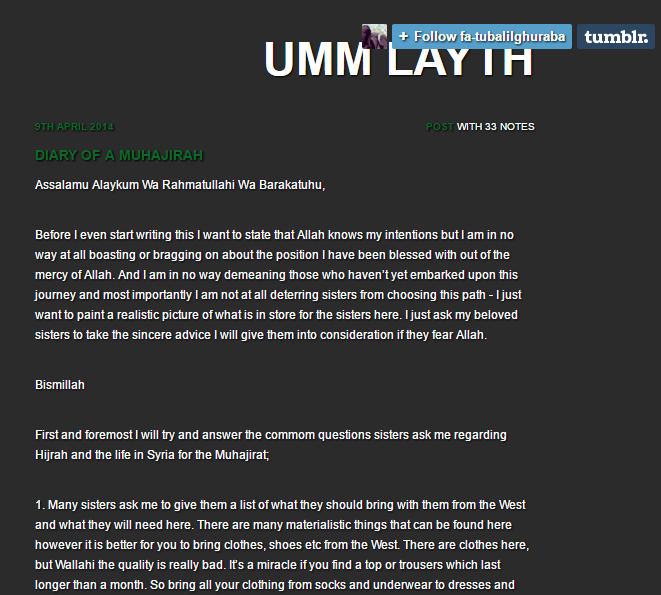 + Follow fa-tubalilghuraba
tumblr.
UMM LAYTH
9TH APRIL 2014
POST WITH 33 NOTES
DIARY OF A MUHAJIRAH
Assalamu Alaykum Wa Rahmatullahi Wa Barakatuhu,
Before I even start writing this I want to state that Allah knows my intentions but I am in no
way at all boasting or bragging on about the position I have been blessed with out of the
mercy of Allah. And I am in no way demeaning those who haven't yet embarked upon this
journey and most importantly I am not at all deterring sisters from choosing this path - I just
want to paint a realistic picture of what is in store for the sisters here. I just ask my beloved
sisters to take the sincere advice I will give them into consideration if they fear Allah.
Bismillah
First and foremost I will try and answer the commom questions sisters ask me regarding
Hijrah and the life in Syria for the Muhajirat;
1. Many sisters ask me to give them a list of what they should bring with them from the West
and what they will need here. There are many materialistic things that can be found here
however it is better for you to bring clothes, shoes etc from the West. There are clothes here,
but Wallahi the quality is really bad. It's a miracle if you find a top or trousers which last
longer than a month. So bring all your clothing from socks and underwear to dresses and